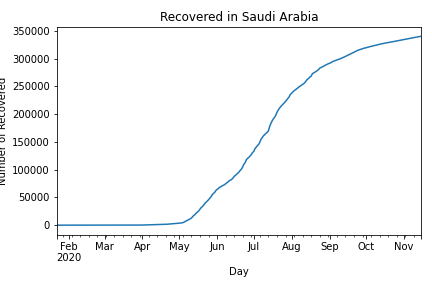 Recovered in Saudi Arabia
350000
300000
250000
200000
150000
100000
50000
0
Number of Recovered
Feb Mar Apr May Jun Jul Aug Sep Oct Nov
2020
Day